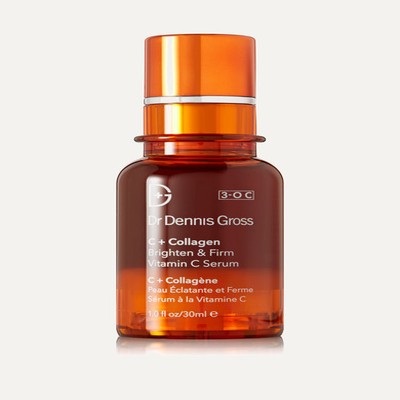 3-O C
Dr Dennis Gross
C + Collagen
Brighten & Firm
Vitamin C Serum
C + Collagène
Peau Éclatante et Ferme
Sérum à la Vitamine C
1.0 fl oz/30ml ℮